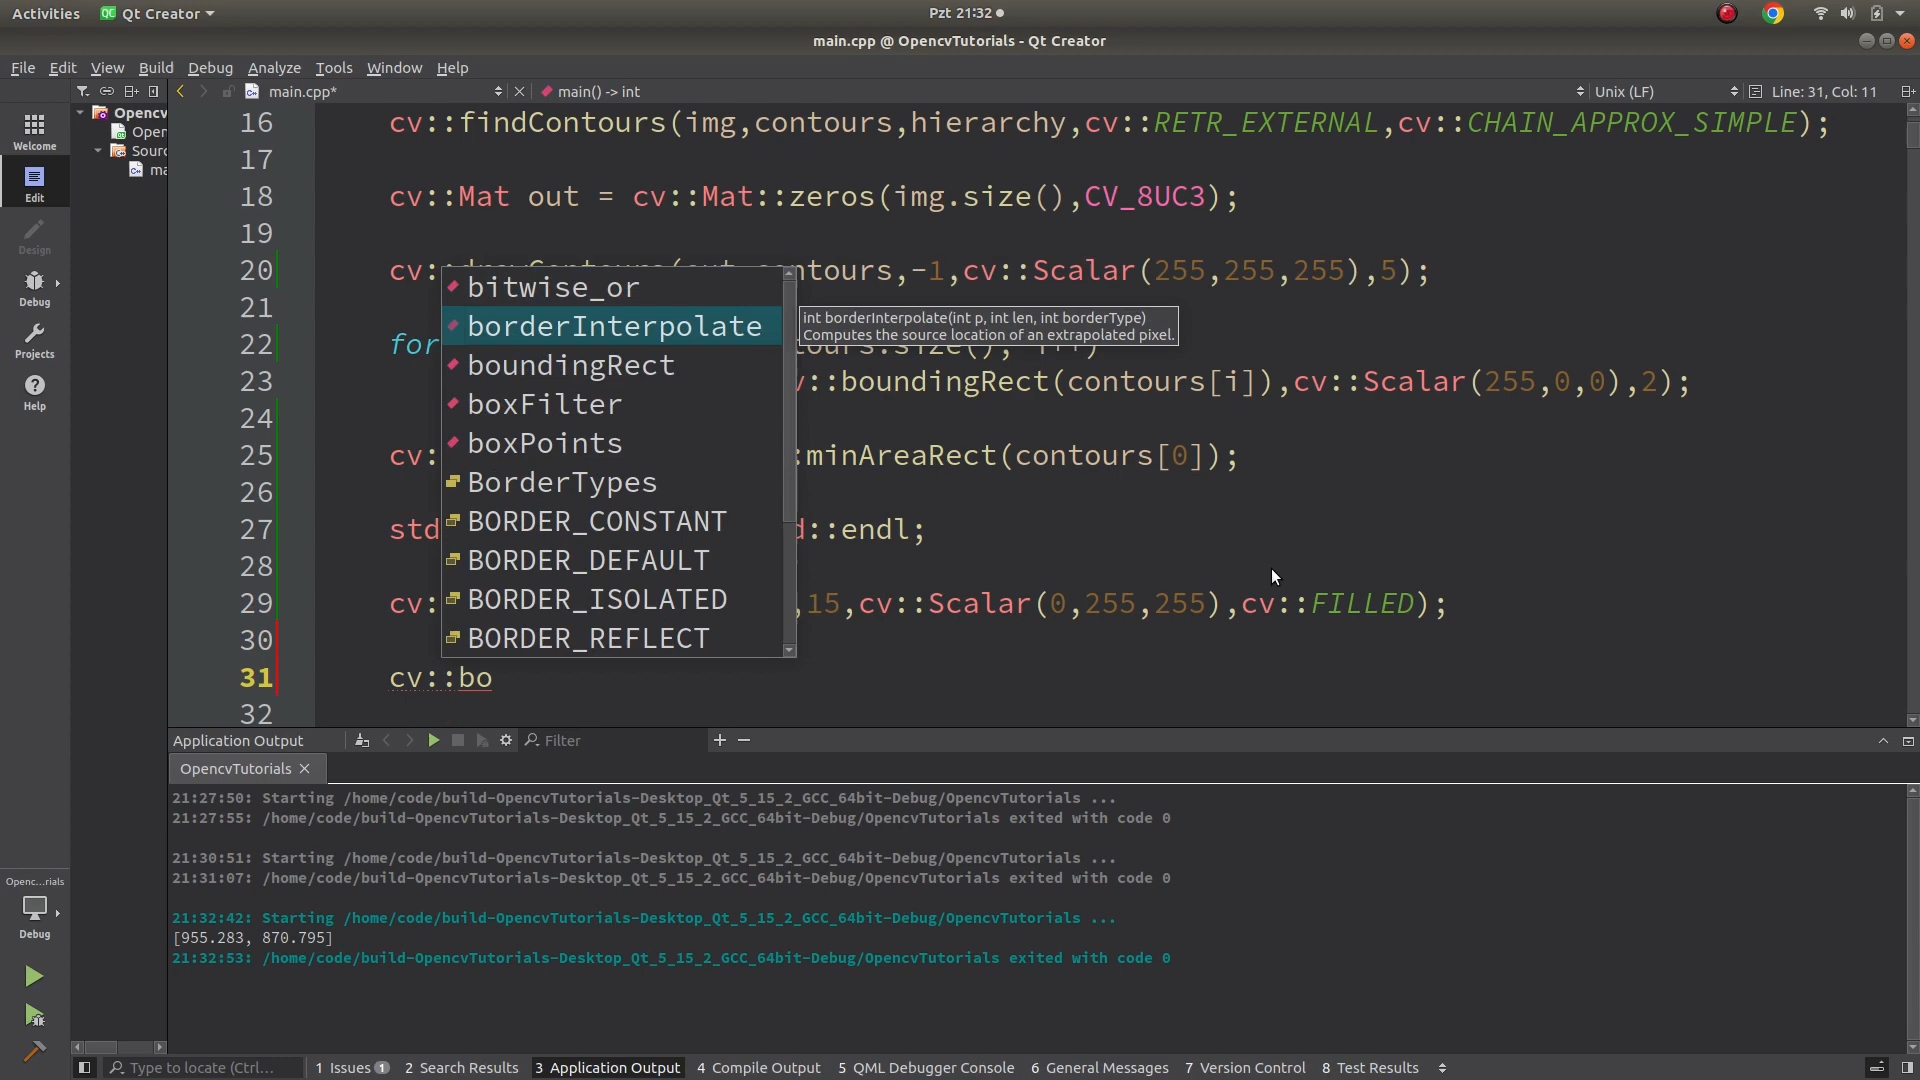 Activities Qt Creator Pzt 21:32
main.cpp @ OpencvTutorials - Qt Creator
File Edit View Build Debug Analyze Tools Window Help
main.cpp* main() -> int Unix (LF) Line: 31, Col: 11
Welcome
Edit
Design
Debug
Projects
Help
Opencv
Open
Sourc
ma
16 cv::findContours(img,contours,hierarchy,cv::RETR_EXTERNAL,cv::CHAIN_APPROX_SIMPLE);
17
18 cv::Mat out = cv::Mat::zeros(img.size(),CV_8UC3);
19
20 cv: contours,-1,cv::Scalar(255,255,255),5);
21
22 for
23 v::boundingRect(contours[i]),cv::Scalar(255,0,0),2);
24
25 cv: :minAreaRect(contours[0]);
26
27 std d::endl;
28
29 cv: ,15,cv::Scalar(0,255,255),cv::FILLED);
30
31 cv::bo
32
bitwise_or
borderInterpolate
boundingRect
boxFilter
boxPoints
BorderTypes
BORDER_CONSTANT
BORDER_DEFAULT
BORDER_ISOLATED
BORDER_REFLECT
int borderInterpolate(int p, int len, int borderType)
Computes the source location of an extrapolated pixel.
Application Output Filter
OpencvTutorials
21:27:50: Starting /home/code/build-OpencvTutorials-Desktop_Qt_5_15_2_GCC_64bit-Debug/OpencvTutorials ...
21:27:55: /home/code/build-OpencvTutorials-Desktop_Qt_5_15_2_GCC_64bit-Debug/OpencvTutorials exited with code 0
21:30:51: Starting /home/code/build-OpencvTutorials-Desktop_Qt_5_15_2_GCC_64bit-Debug/OpencvTutorials ...
21:31:07: /home/code/build-OpencvTutorials-Desktop_Qt_5_15_2_GCC_64bit-Debug/OpencvTutorials exited with code 0
21:32:42: Starting /home/code/build-OpencvTutorials-Desktop_Qt_5_15_2_GCC_64bit-Debug/OpencvTutorials ...
[955.283, 870.795]
21:32:53: /home/code/build-OpencvTutorials-Desktop_Qt_5_15_2_GCC_64bit-Debug/OpencvTutorials exited with code 0
Openc...rials
Debug
Type to locate (Ctrl... 1 Issues 1 2 Search Results 3 Application Output 4 Compile Output 5 QML Debugger Console 6 General Messages 7 Version Control 8 Test Results